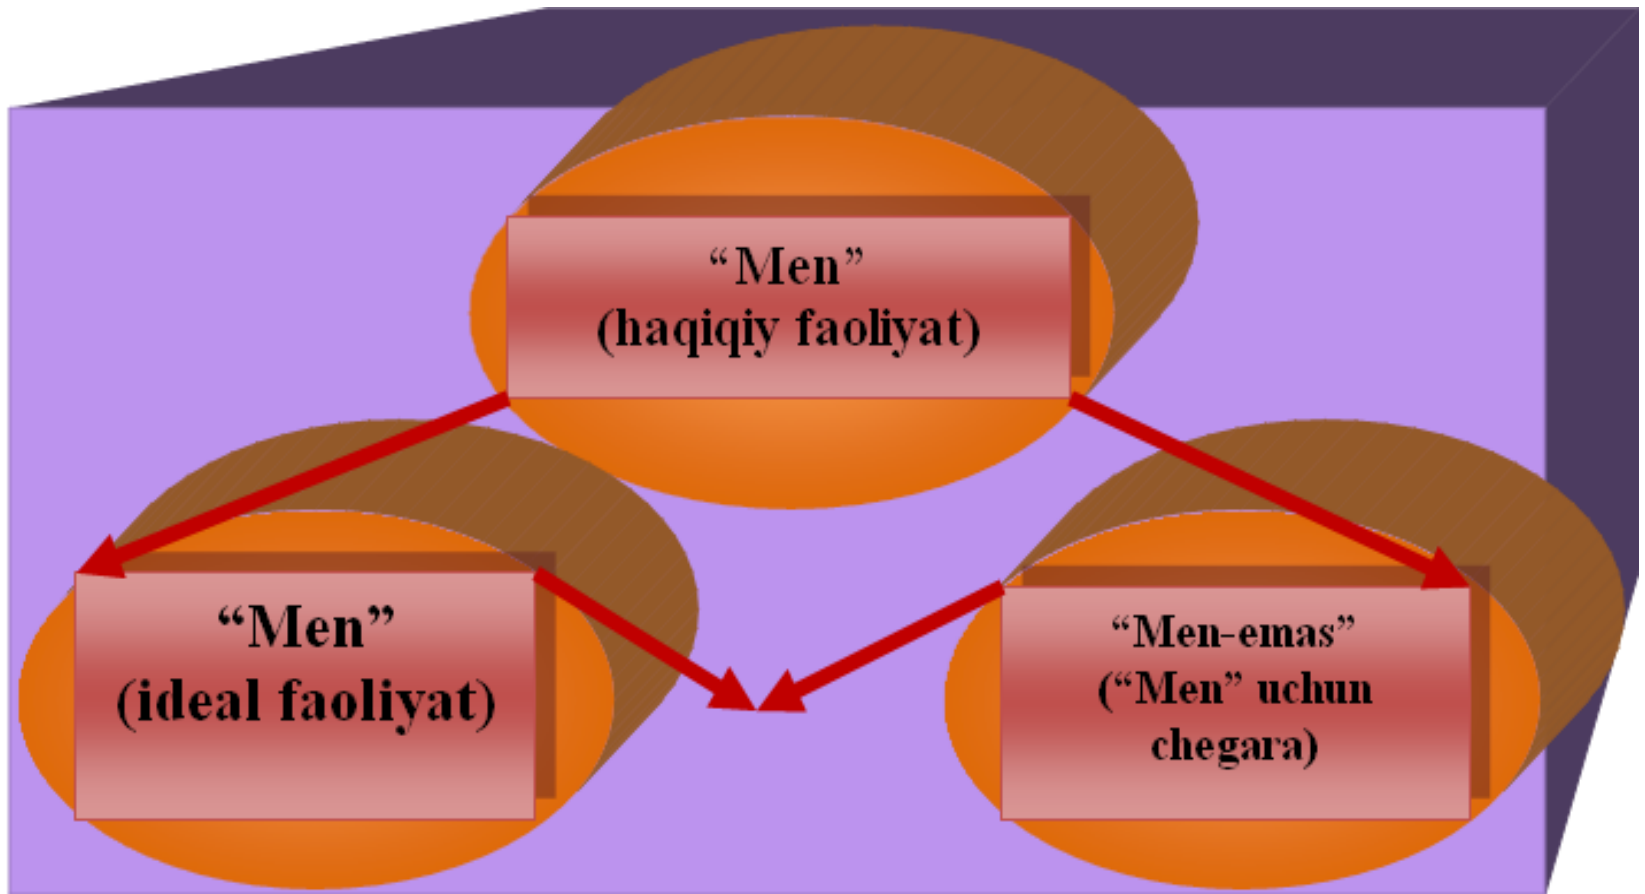 “Men”
(haqiqiy faoliyat)
“Men”
(ideal faoliyat)
“Men-emas”
(“Men” uchun
chegara)